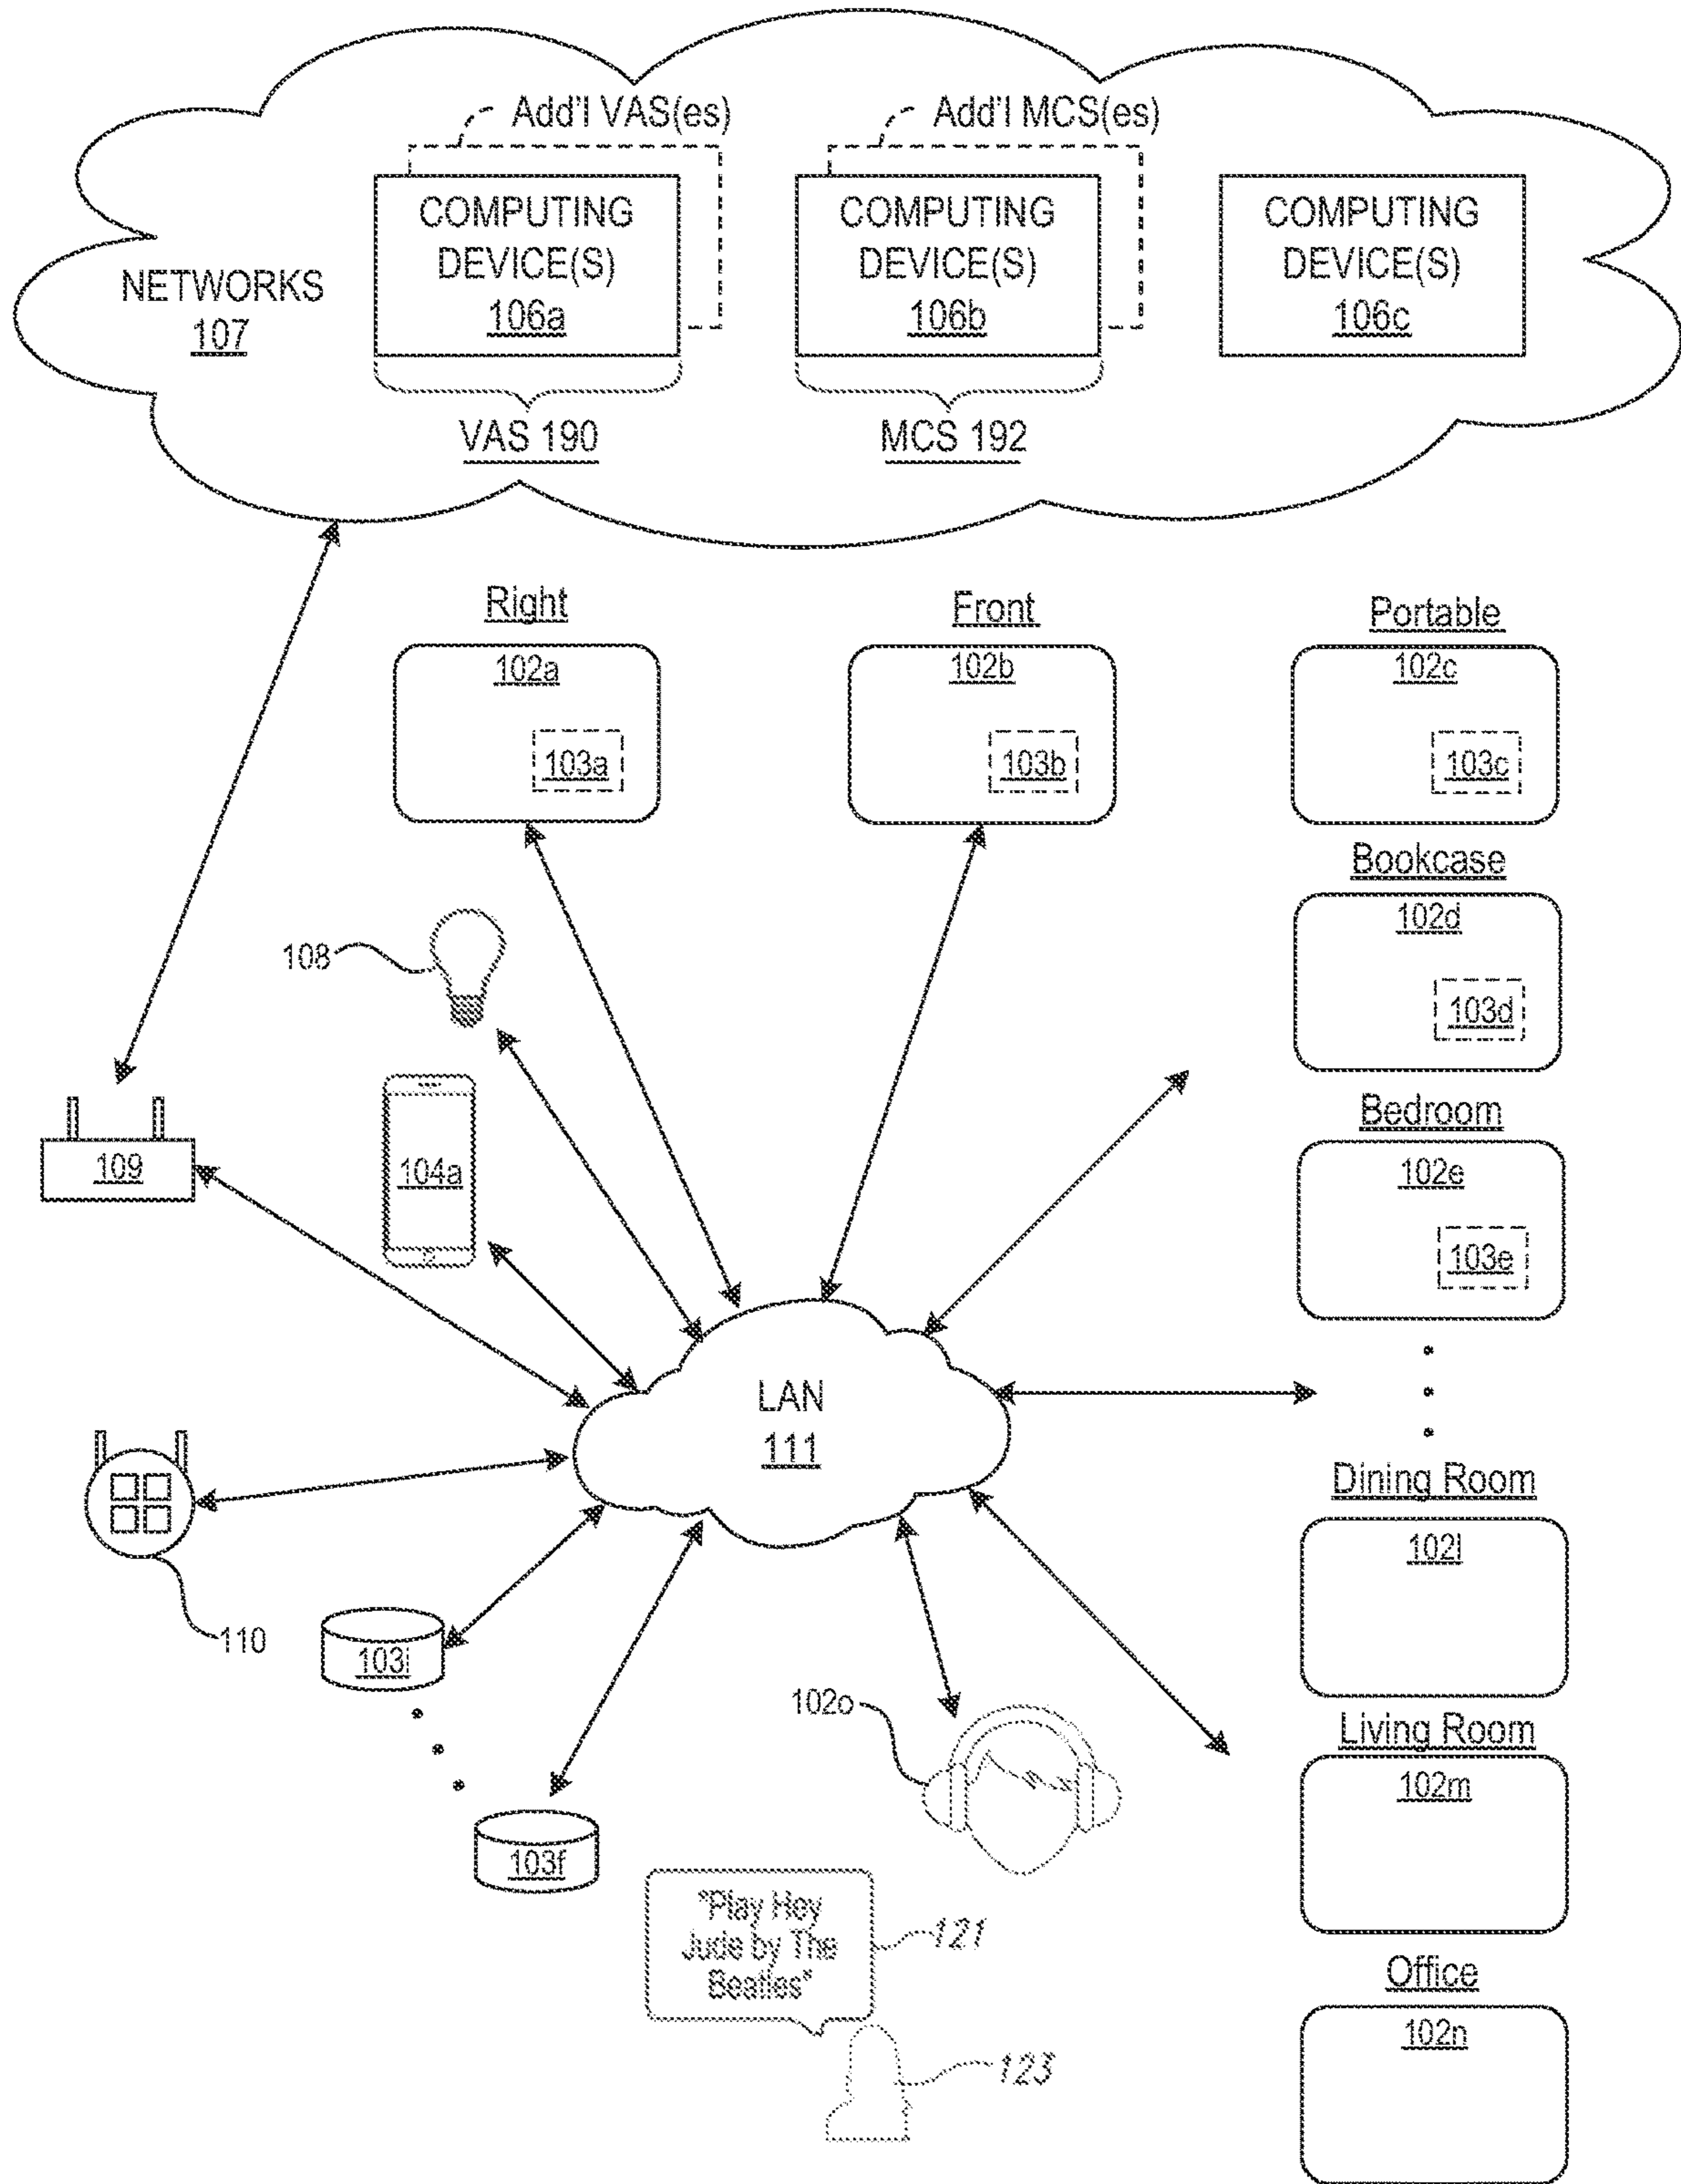 Add'l VAS(es)
Add'l MCS(es)
COMPUTING
DEVICE(S)
106a
COMPUTING
DEVICE(S)
106b
COMPUTING
DEVICE(S)
106c
NETWORKS
107
VAS 190
MCS 192
Right
102a
103a
Front
102b
103b
Portable
102c
103c
Bookcase
102d
103d
108
104a
109
Bedroom
102e
103e
LAN
111
Dining Room
102l
110
103i
102o
Living Room
102m
103f
"Play Hey
Jude by The
Beatles"
121
Office
102n
123